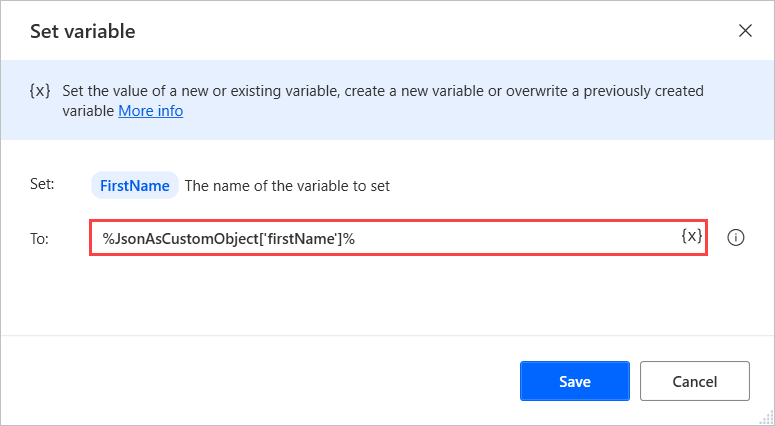 Set variable
{x} Set the value of a new or existing variable, create a new variable or overwrite a previously created
variable More info
Set: FirstName The name of the variable to set
To: %JsonAsCustomObject['firstName']% {x}
Save Cancel